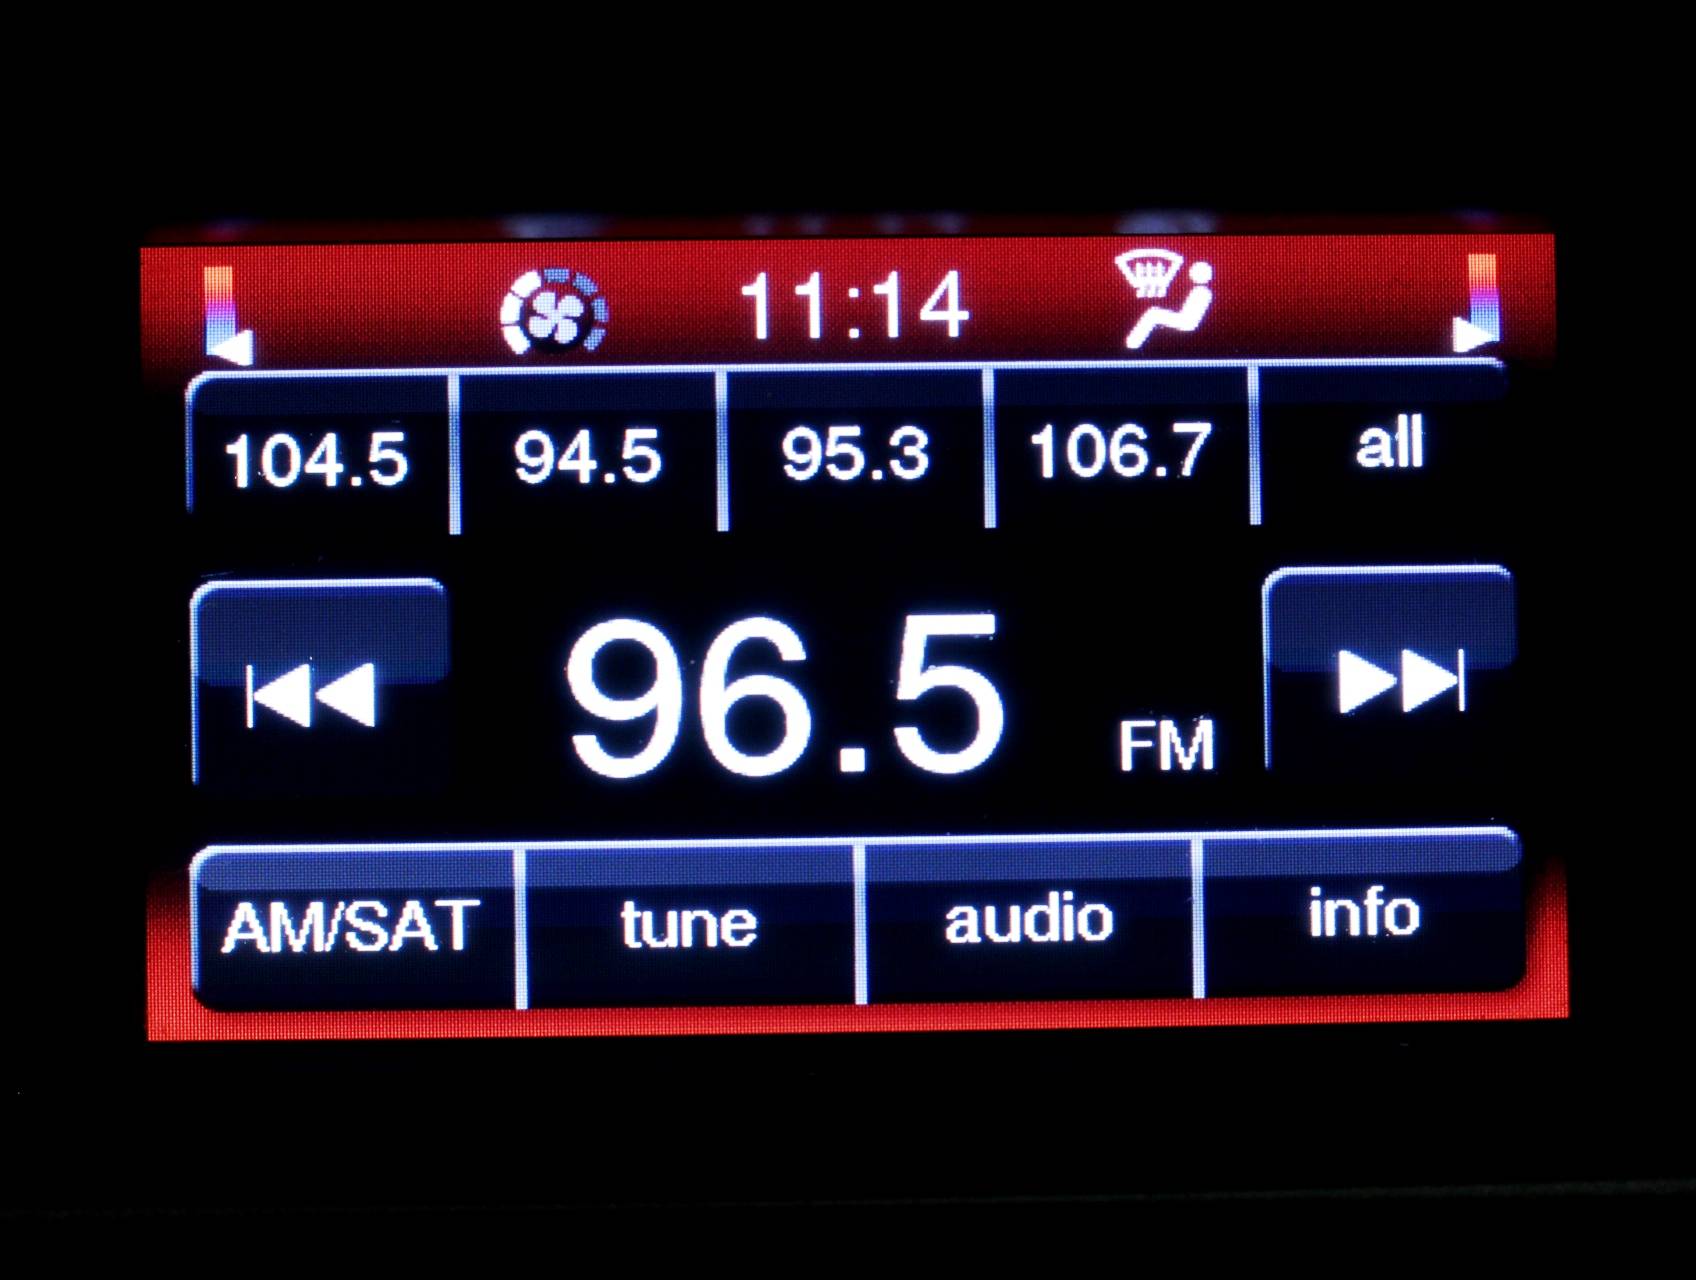 11:14
104.5 94.5 95.3 106.7 all
96.5 FM
AM/SAT tune audio info